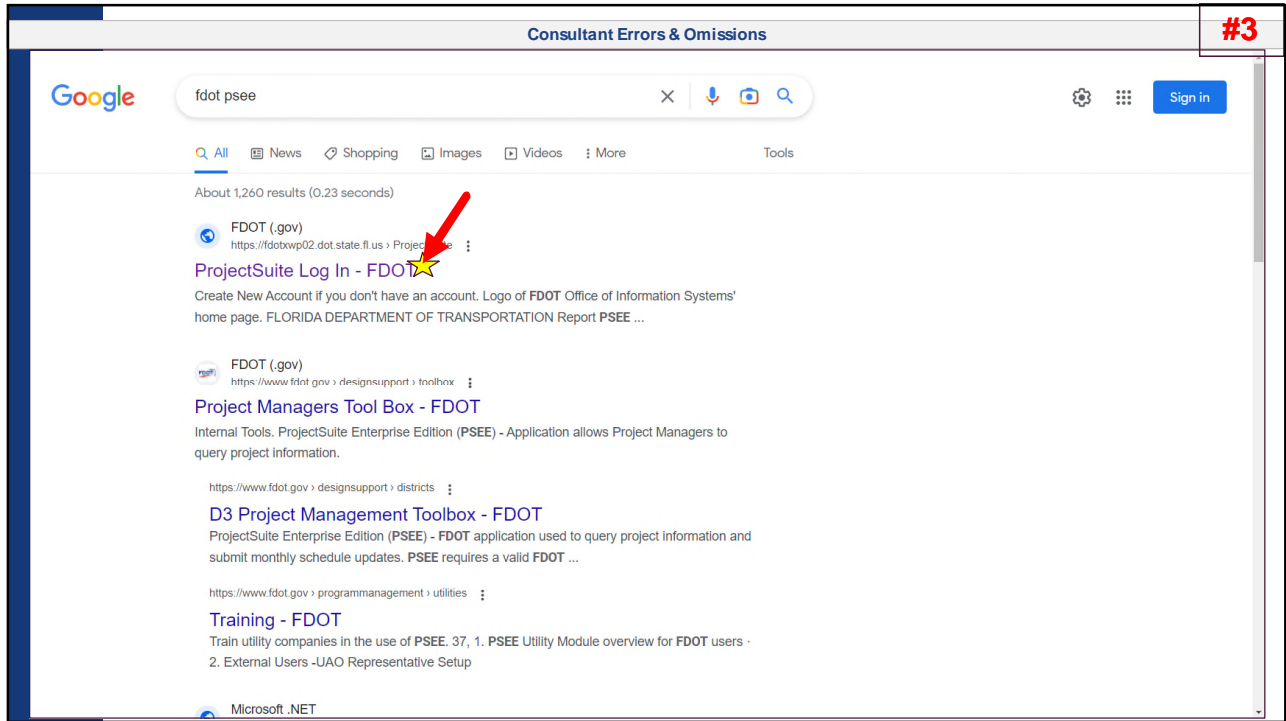 Consultant Errors & Omissions
#3
Google
fdot psee
Sign in
All News Shopping Images Videos More Tools
About 1,260 results (0.23 seconds)
FDOT (.gov)
https://fdotxwp02.dot.state.fl.us ›
ProjectSuite Log In - FDOT
Create New Account if you don't have an account. Logo of FDOT Office of Information Systems'
home page. FLORIDA DEPARTMENT OF TRANSPORTATION Report PSEE ...
FDOT (.gov)
https://www.fdot.gov › designsupport › toolbox
Project Managers Tool Box - FDOT
Internal Tools. ProjectSuite Enterprise Edition (PSEE) - Application allows Project Managers to
query project information.
https://www.fdot.gov › designsupport › districts
D3 Project Management Toolbox - FDOT
ProjectSuite Enterprise Edition (PSEE) - FDOT application used to query project information and
submit monthly schedule updates. PSEE requires a valid FDOT ...
https://www.fdot.gov › programmanagement › utilities
Training - FDOT
Train utility companies in the use of PSEE. 37, 1. PSEE Utility Module overview for FDOT users ·
2. External Users -UAO Representative Setup
Microsoft .NET